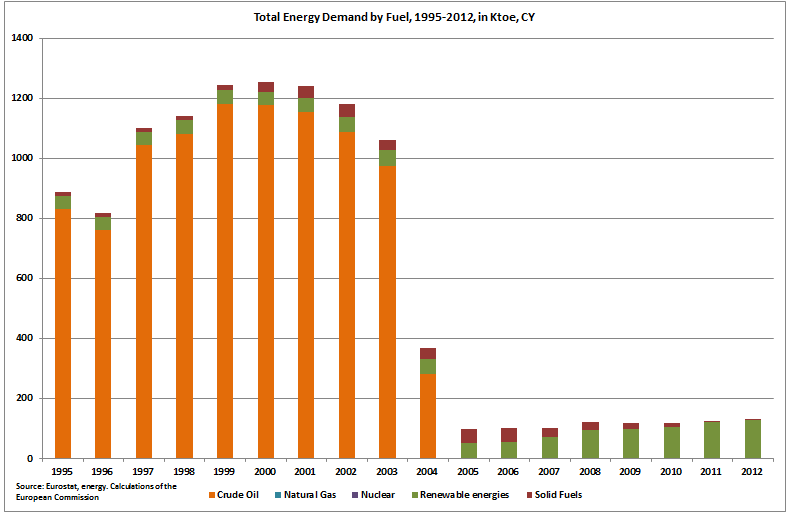 Total Energy Demand by Fuel, 1995-2012, in Ktoe, CY
1400
1200
1000
800
600
400
200
0
1995 1996 1997 1998 1999 2000 2001 2002 2003 2004 2005 2006 2007 2008 2009 2010 2011 2012
Source: Eurostat, energy. Calculations of the
European Commission
Crude Oil Natural Gas Nuclear Renewable energies Solid Fuels